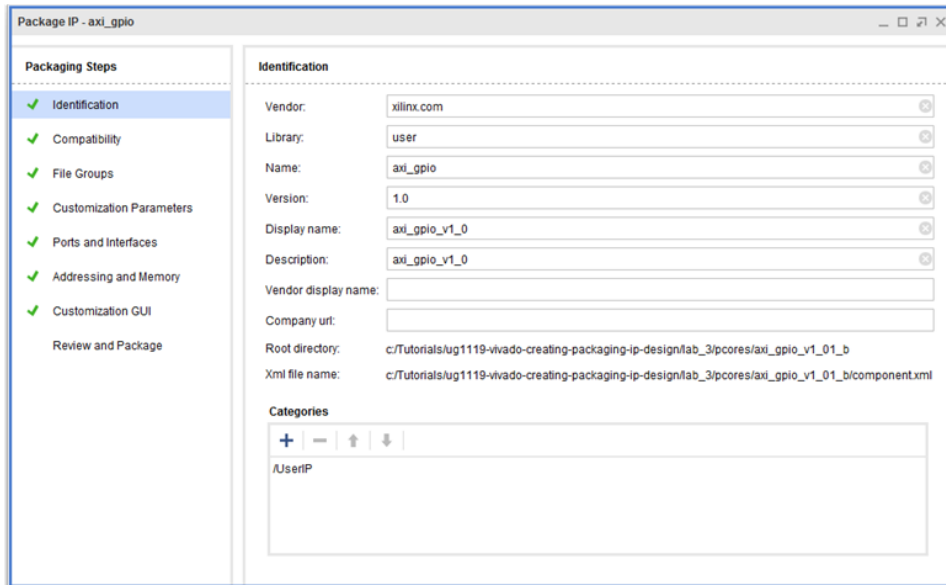 Package IP - axi_gpio
Packaging Steps
Identification
Compatibility
File Groups
Customization Parameters
Ports and Interfaces
Addressing and Memory
Customization GUI
Review and Package
Identification
Vendor: xilinx.com
Library: user
Name: axi_gpio
Version: 1.0
Display name: axi_gpio_v1_0
Description: axi_gpio_v1_0
Vendor display name:
Company url:
Root directory: c:/Tutorials/ug1119-vivado-creating-packaging-ip-design/lab_3/pcores/axi_gpio_v1_01_b
Xml file name: c:/Tutorials/ug1119-vivado-creating-packaging-ip-design/lab_3/pcores/axi_gpio_v1_01_b/component.xml
Categories
/UserIP